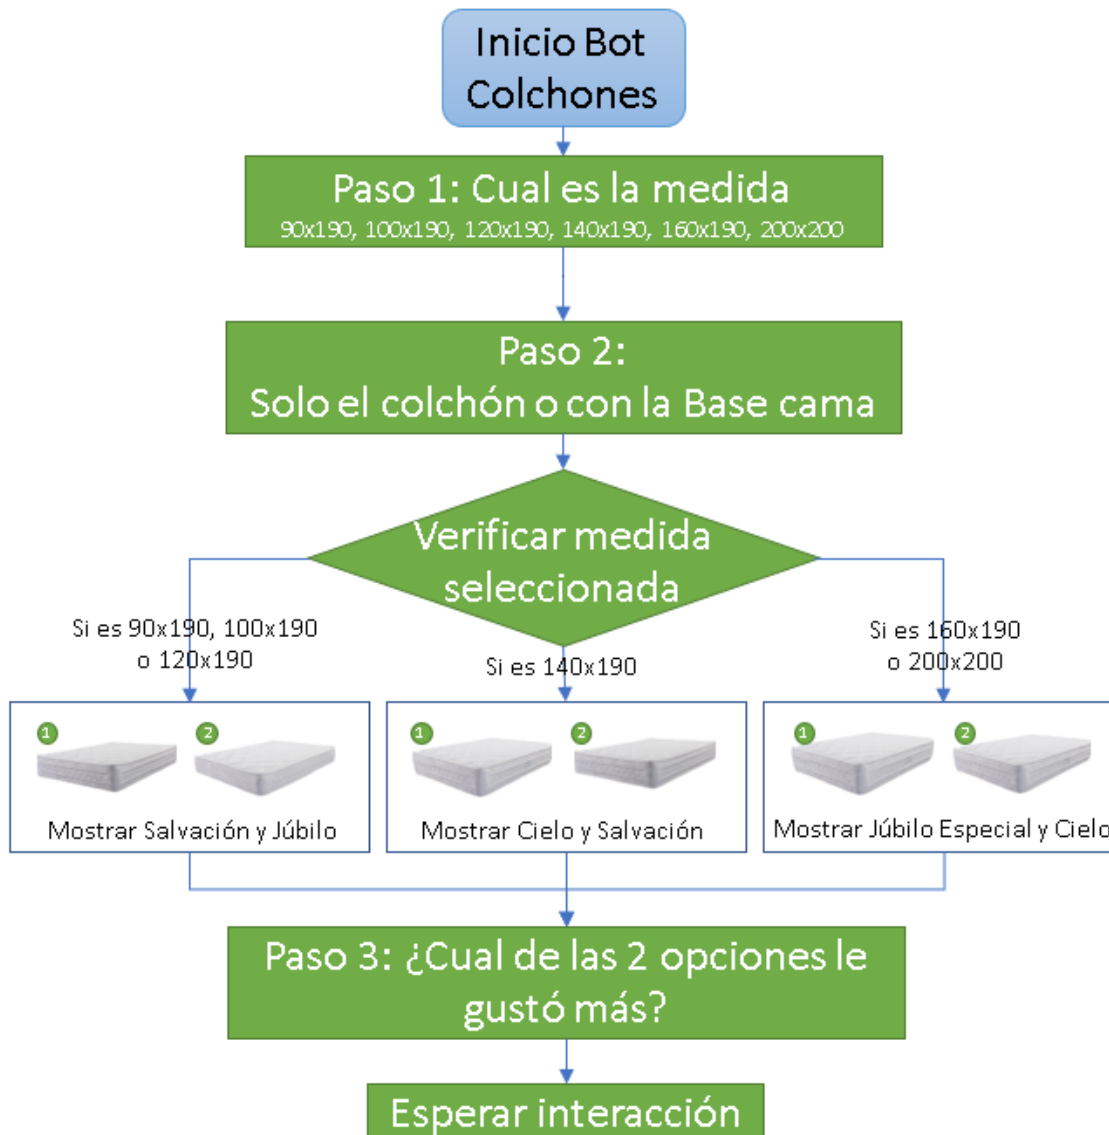 Inicio Bot
Colchones
Paso 1: Cual es la medida
90x190, 100x190, 120x190, 140x190, 160x190, 200x200
Paso 2:
Solo el colchón o con la Base cama
Verificar medida
seleccionada
Si es 90x190, 100x190
o 120x190
Si es 140x190
Si es 160x190
o 200x200
1
2
Mostrar Salvación y Júbilo
1
2
Mostrar Cielo y Salvación
1
2
Mostrar Júbilo Especial y Cielo
Paso 3: ¿Cual de las 2 opciones le
gustó más?
Esperar interacción